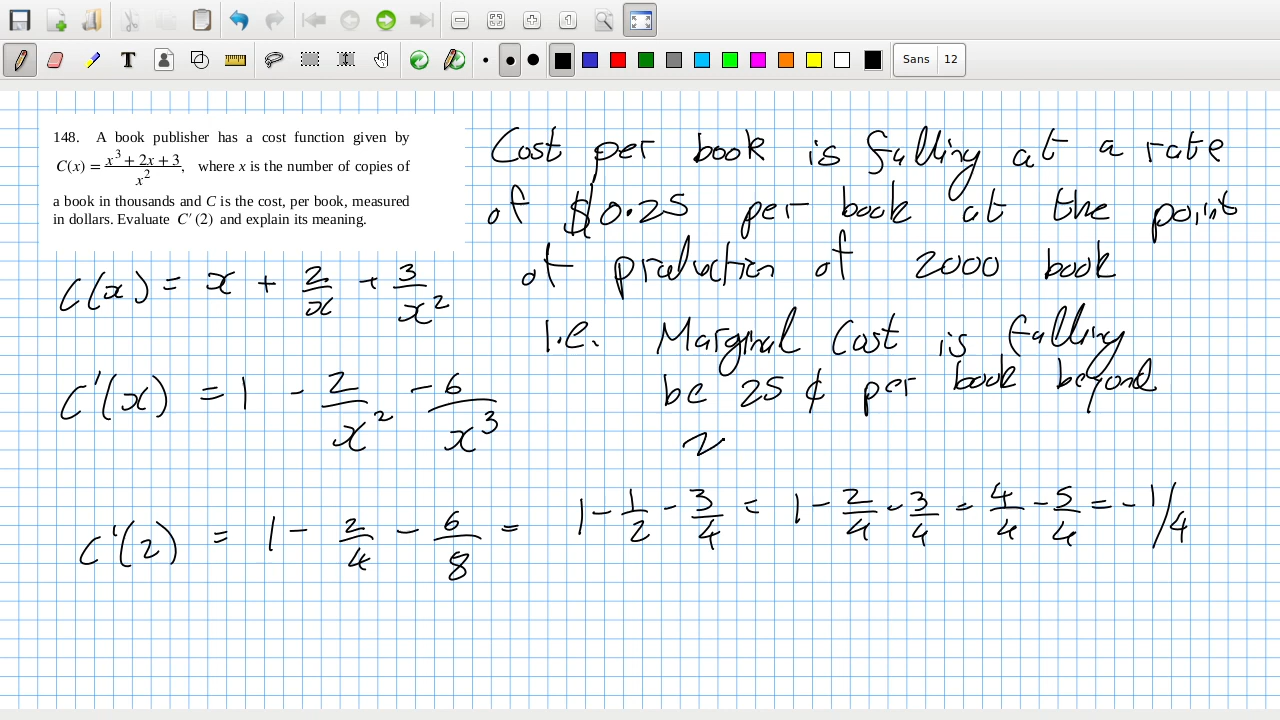 Sans 12
148. A book publisher has a cost function given by
C(x) = (x³ + 2x + 3)/x², where x is the number of copies of
a book in thousands and C is the cost, per book, measured
in dollars. Evaluate C′(2) and explain its meaning.
C(x) = x + 2/x + 3/x²
C'(x) = 1 - 2/x² - 6/x³
Cost per book is falling at a rate
of $0.25 per book at the point
of production of 2000 book
I.e. Marginal Cost is falling
be 25 ¢ per book beyond
2
C'(2) = 1 - 2/4 - 6/8 = 1 - 1/2 - 3/4 = 1 - 2/4 - 3/4 = 4/4 - 5/4 = -1/4